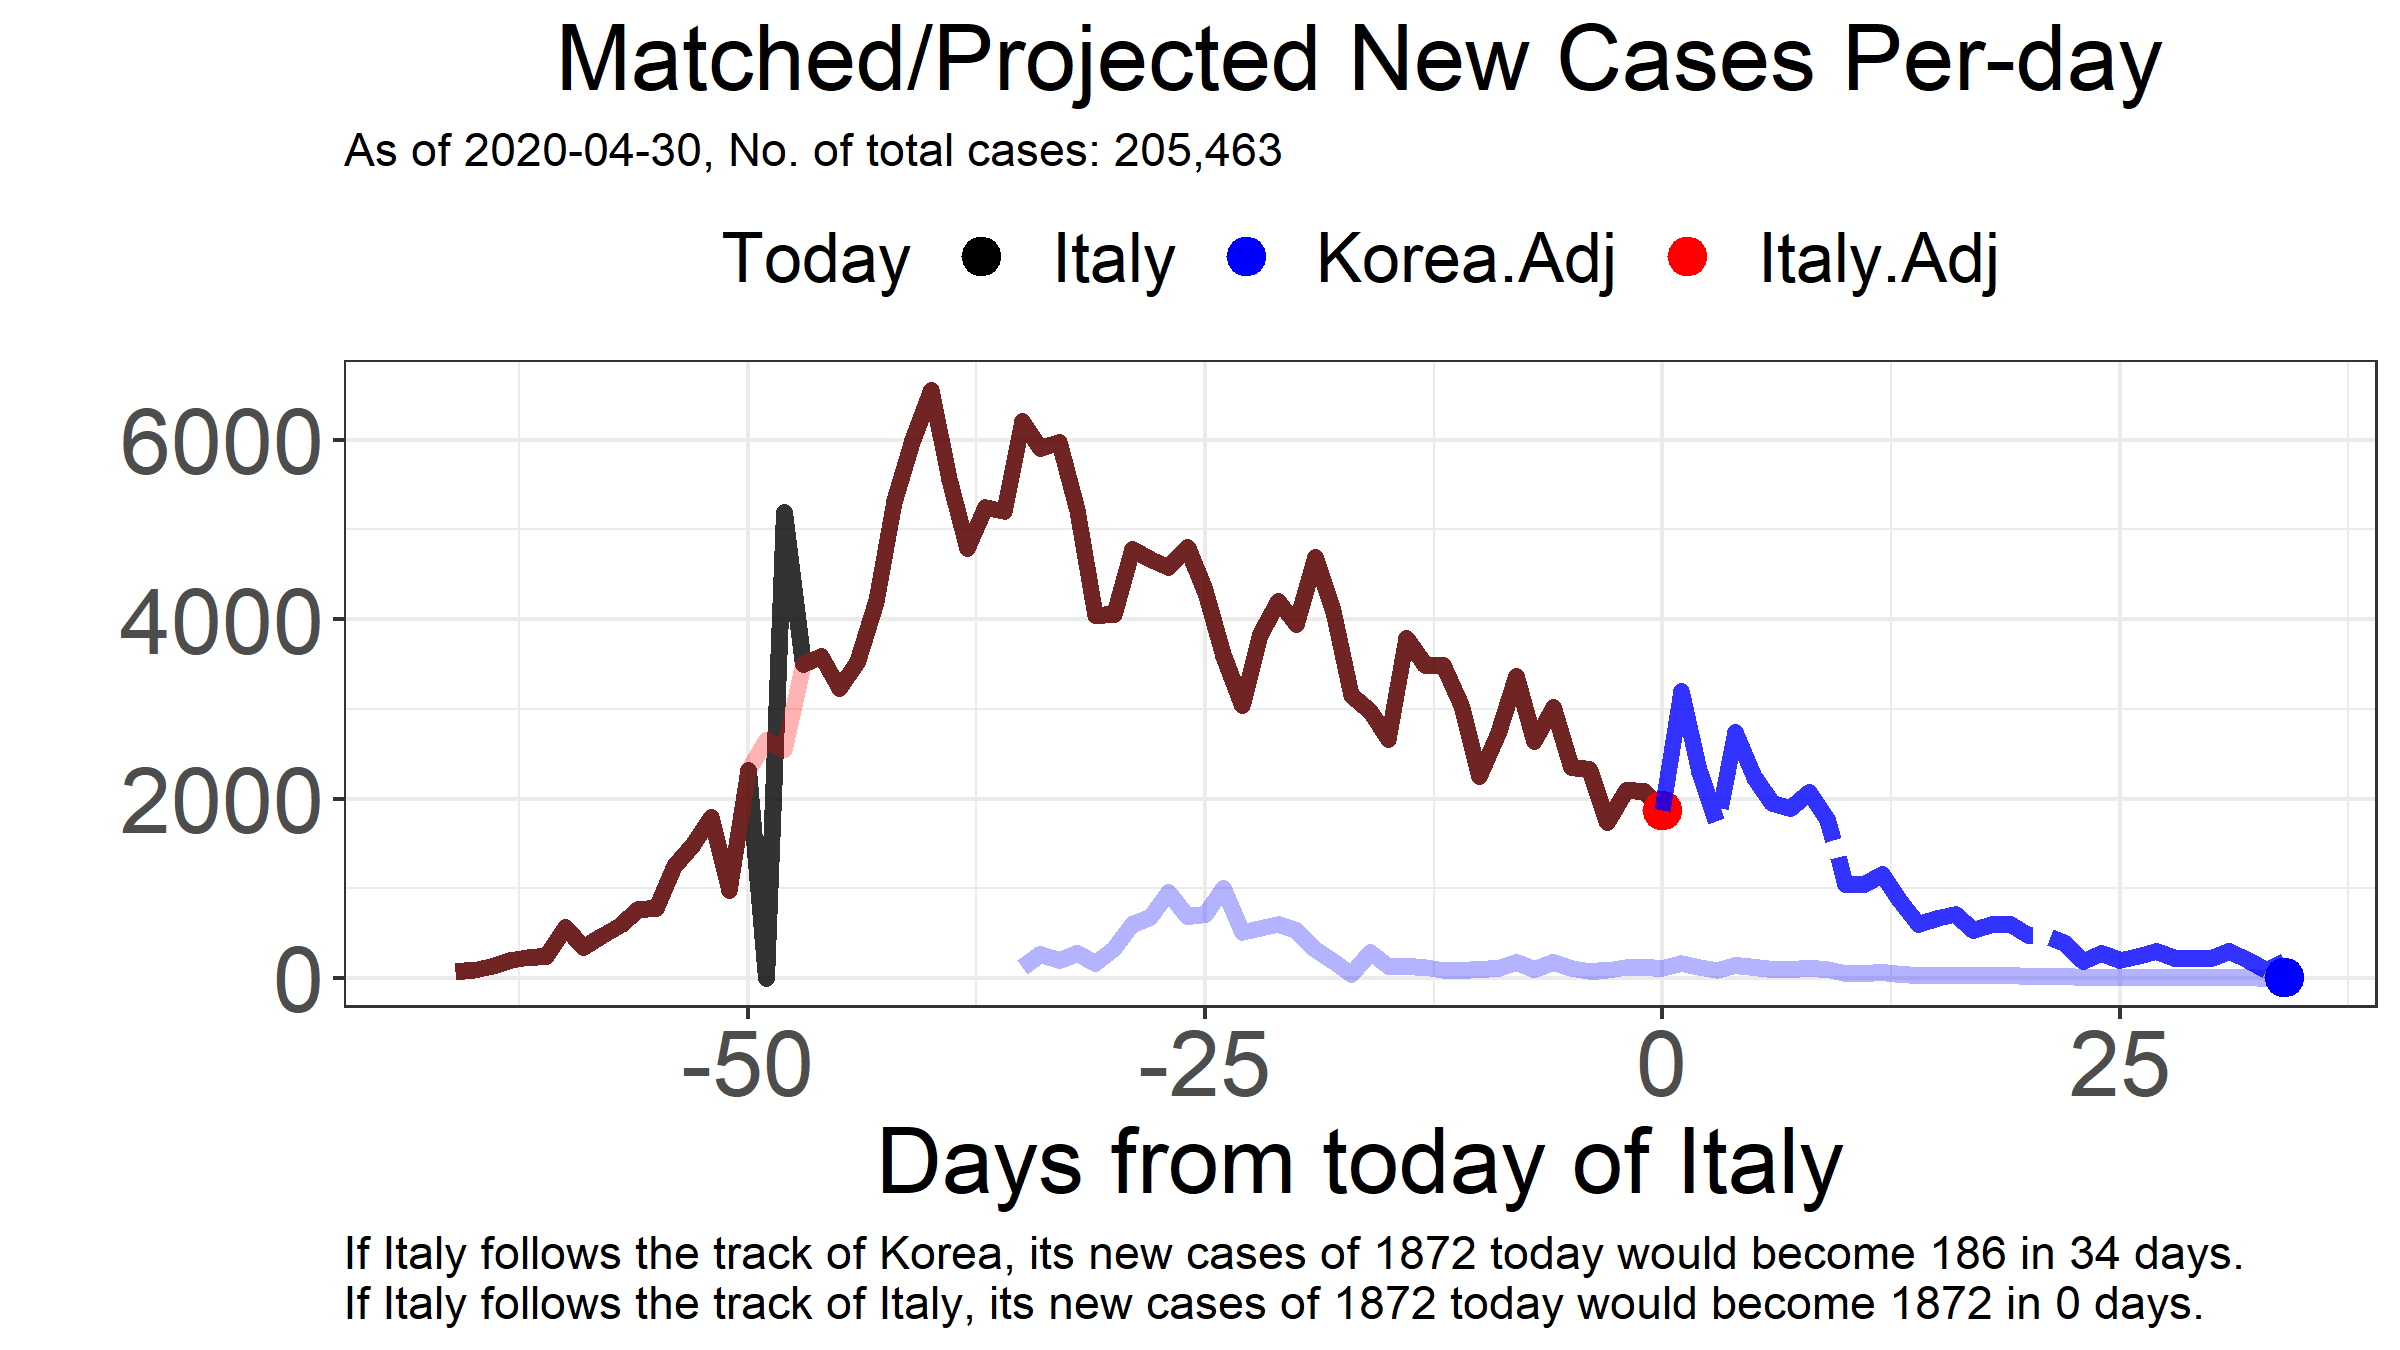 Matched/Projected New Cases Per-day
As of 2020-04-30, No. of total cases: 205,463
Today Italy Korea.Adj Italy.Adj
6000
4000
2000
0
-50 -25 0 25
Days from today of Italy
If Italy follows the track of Korea, its new cases of 1872 today would become 186 in 34 days.
If Italy follows the track of Italy, its new cases of 1872 today would become 1872 in 0 days.